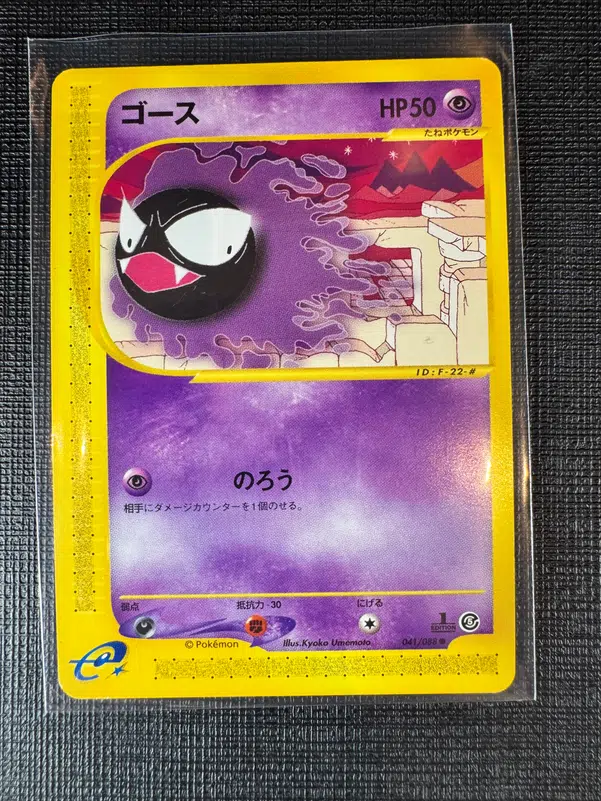 ゴース
HP50
たねポケモン
ID:F-22-#
のろう
相手にダメージカウンターを1個のせる。
弱点
抵抗力-30
にげる
1
EDITION
© Pokémon
Illus.Kyoko Umemoto
041/088
e